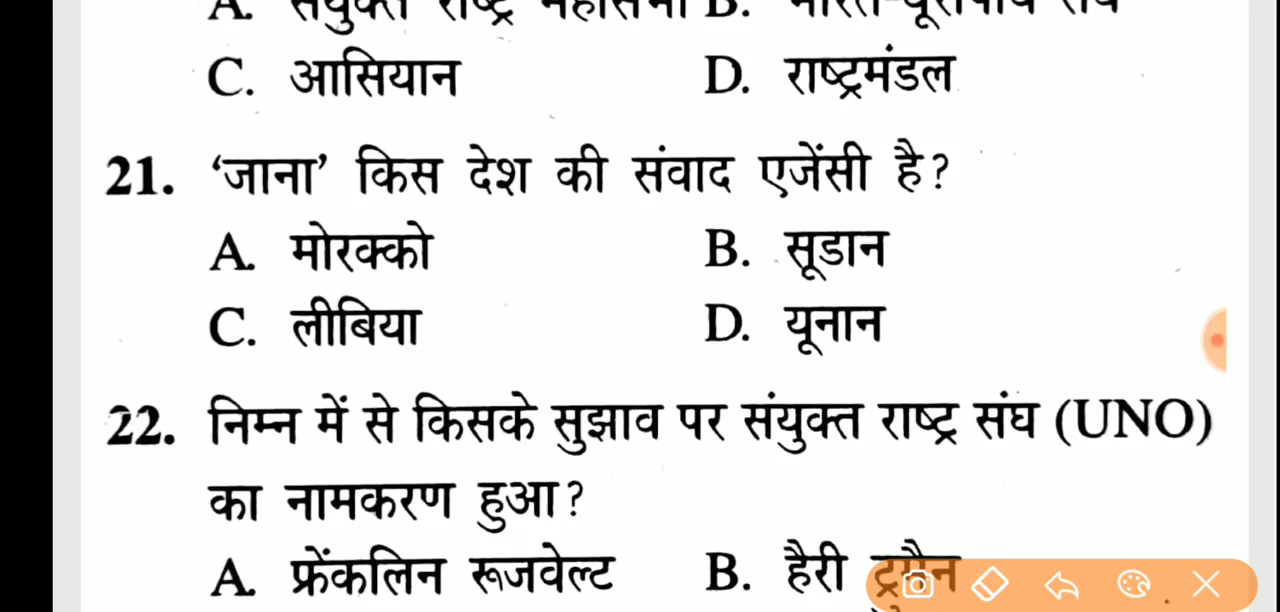 C. आसियान D. राष्ट्रमंडल
21. ‘जाना’ किस देश की संवाद एजेंसी है?
A. मोरक्को B. सूडान
C. लीबिया D. यूनान
22. निम्न में से किसके सुझाव पर संयुक्त राष्ट्र संघ (UNO)
का नामकरण हुआ?
A. फ्रेंकलिन रूजवेल्ट B. हैरी